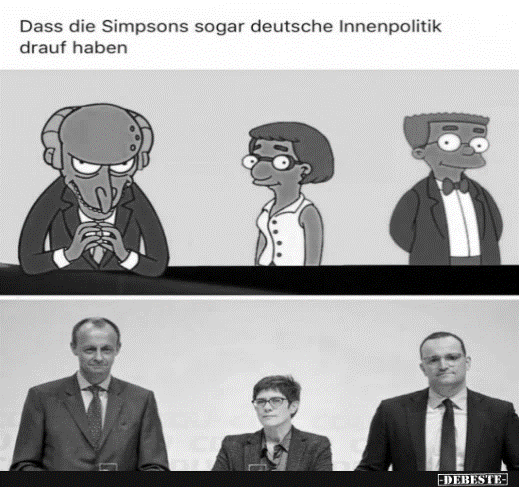 Dass die Simpsons sogar deutsche Innenpolitik
drauf haben
-DEBESTE-